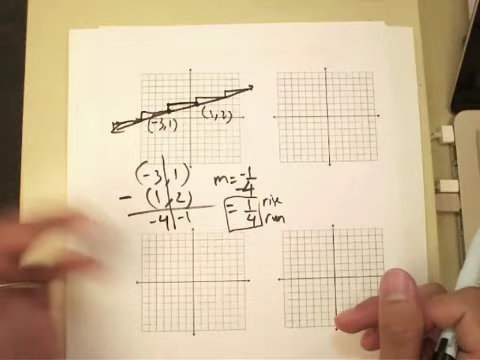 (-3,1)
(1,2)
(-3,1)
- (1,2)
-4 -1
m = -1/-4
= 1/4 rise
run